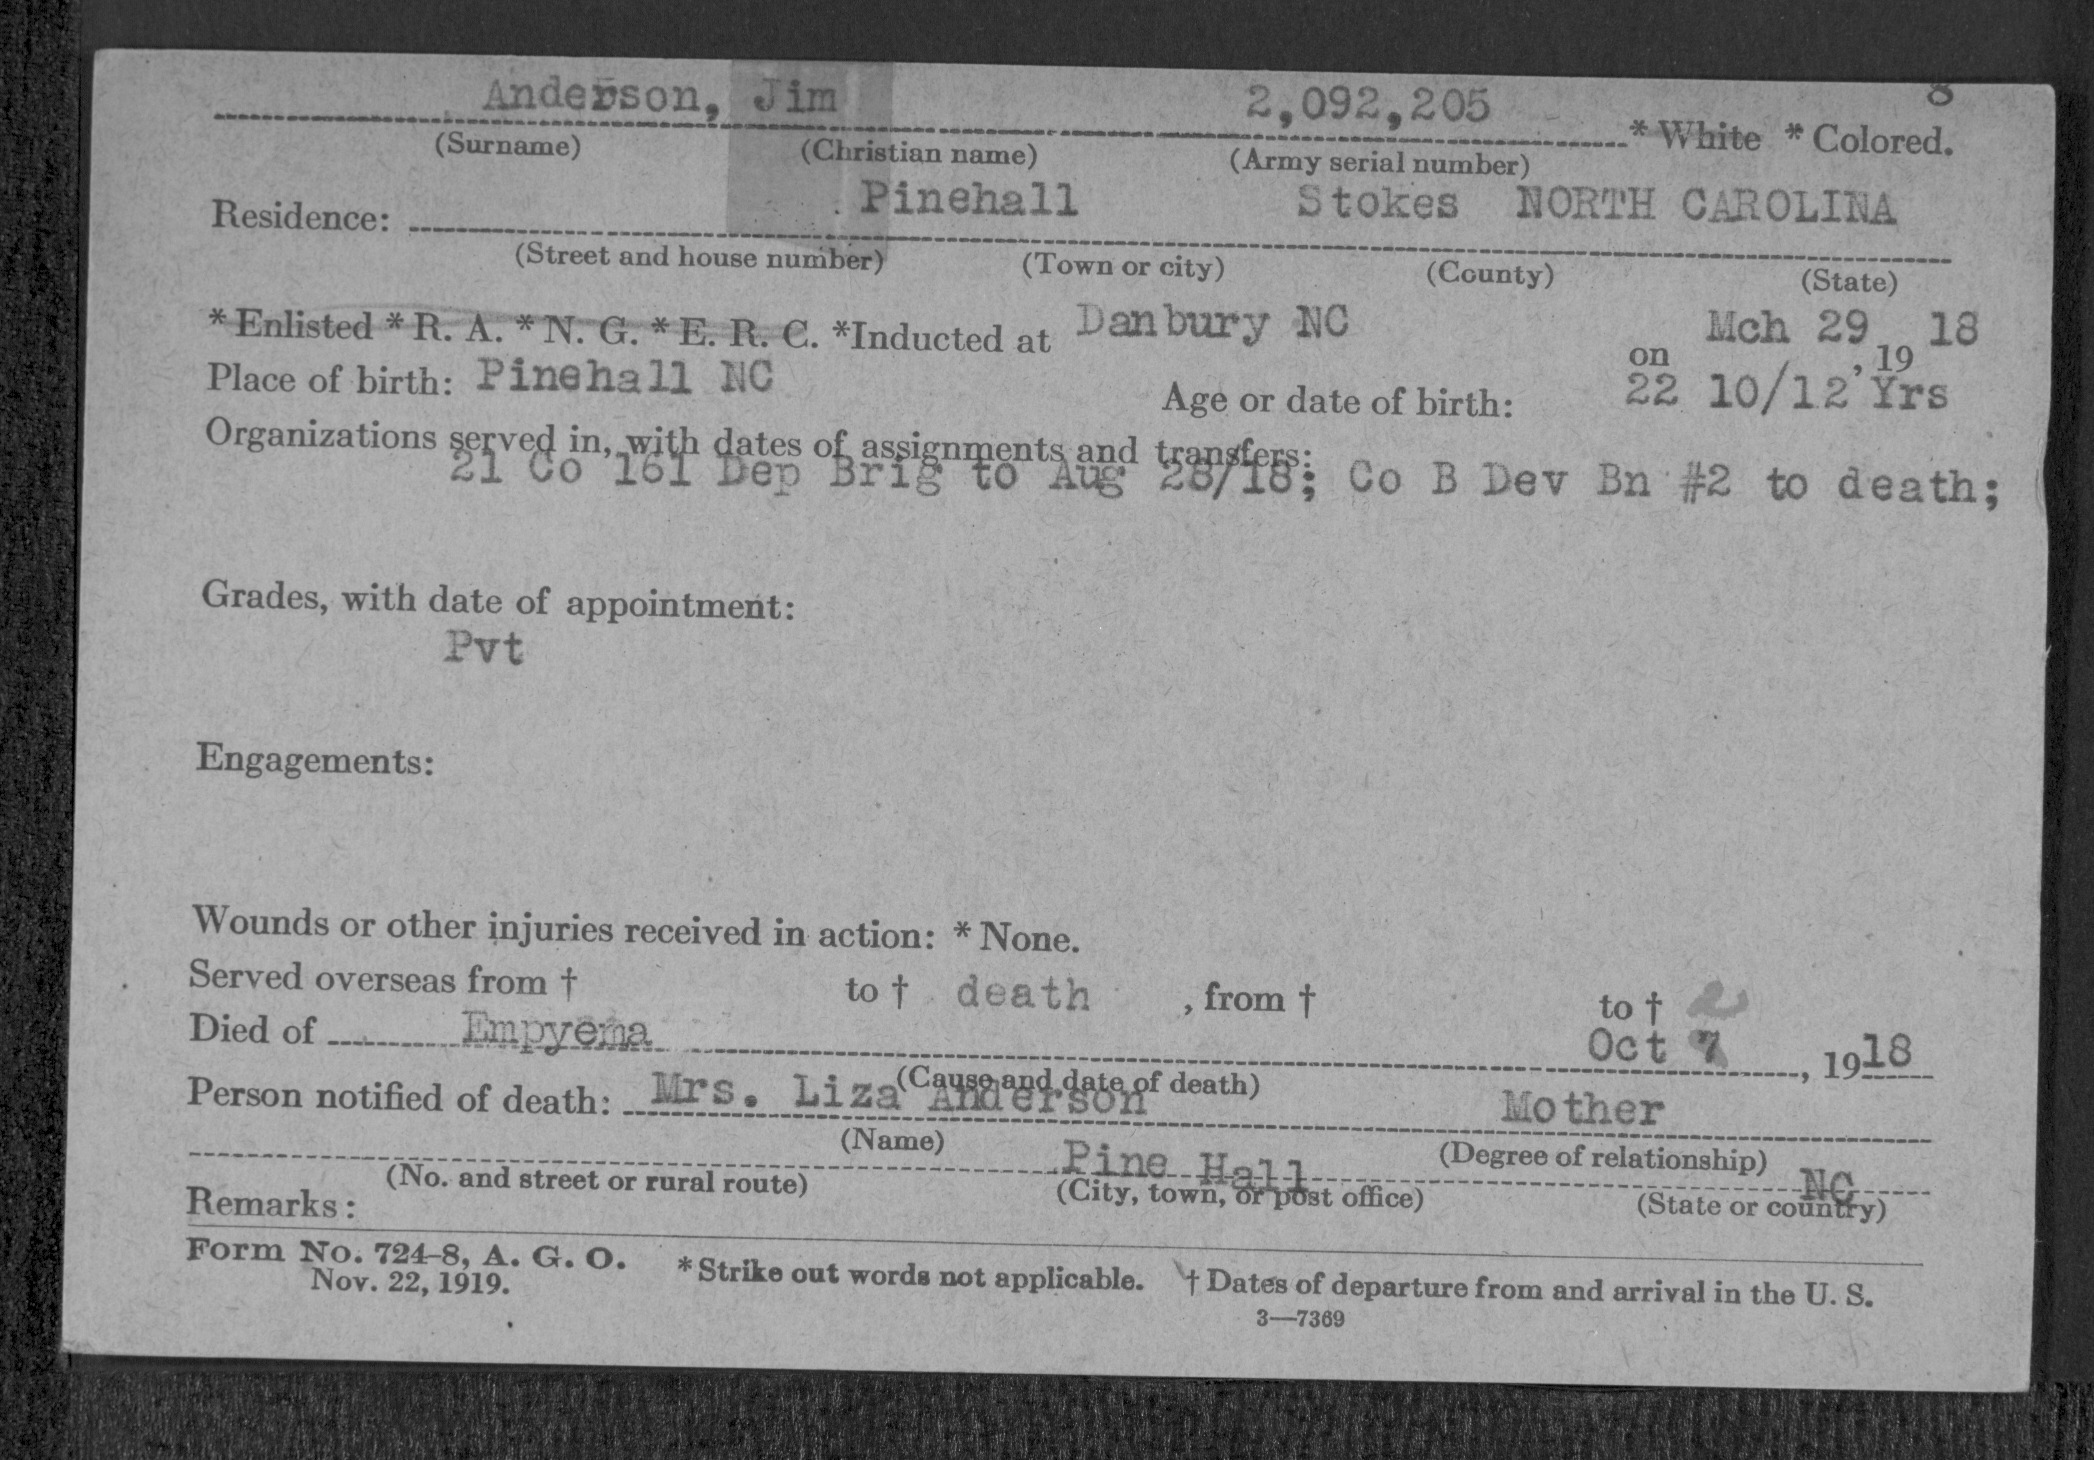 8
Anderson, Jim 2,092,205 * White * Colored.
(Surname) (Christian name) (Army serial number)
Residence: Pinehall Stokes NORTH CAROLINA
(Street and house number) (Town or city) (County) (State)
* Enlisted * R. A. * N. G. * E. R. C. *Inducted at Danbury NC on Mch 29, 19 18
Place of birth: Pinehall NC Age or date of birth: 22 10/12 Yrs
Organizations served in, with dates of assignments and transfers:
21 Co 161 Dep Brig to Aug 28/18; Co B Dev Bn #2 to death;
Grades, with date of appointment:
Pvt
Engagements:
Wounds or other injuries received in action: * None.
Served overseas from † to † death , from † to † 2
Died of Empyema Oct 7, 1918
(Cause and date of death)
Person notified of death: Mrs. Liza Anderson Mother
(Name) (Degree of relationship)
Pine Hall NC
(No. and street or rural route) (City, town, or post office) (State or country)
Remarks:
Form No. 724-8, A. G. O. * Strike out words not applicable. † Dates of departure from and arrival in the U. S.
Nov. 22, 1919. 3—7369